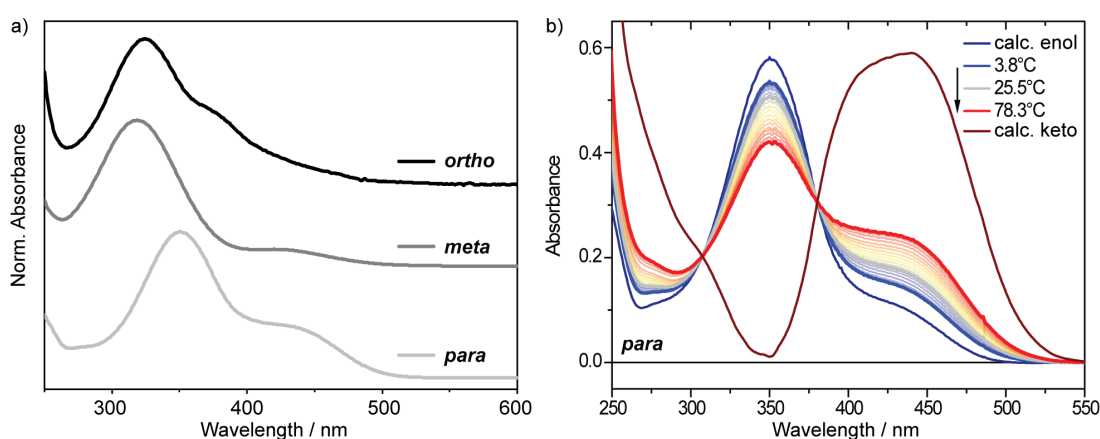 a)
Norm. Absorbance
ortho
meta
para
300
400
500
600
Wavelength / nm
b)
Absorbance
0.6
0.4
0.2
0.0
calc. enol
3.8°C
25.5°C
78.3°C
calc. keto
para
250
300
350
400
450
500
550
Wavelength / nm